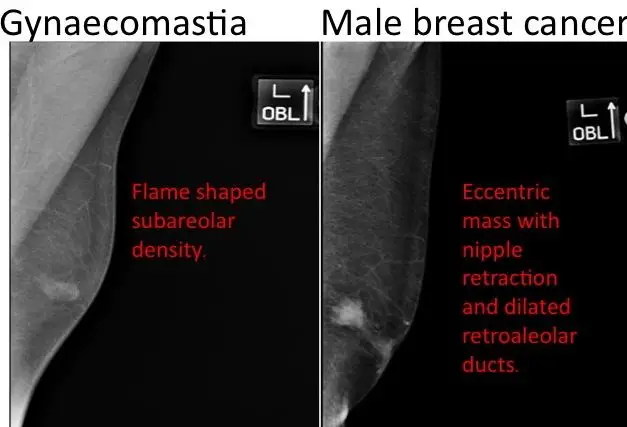 Gynaecomastia
Male breast cancer
L
OBL
Flame shaped
subareolar
density.
L
OBL
Eccentric
mass with
nipple
retraction
and dilated
retroaleolar
ducts.